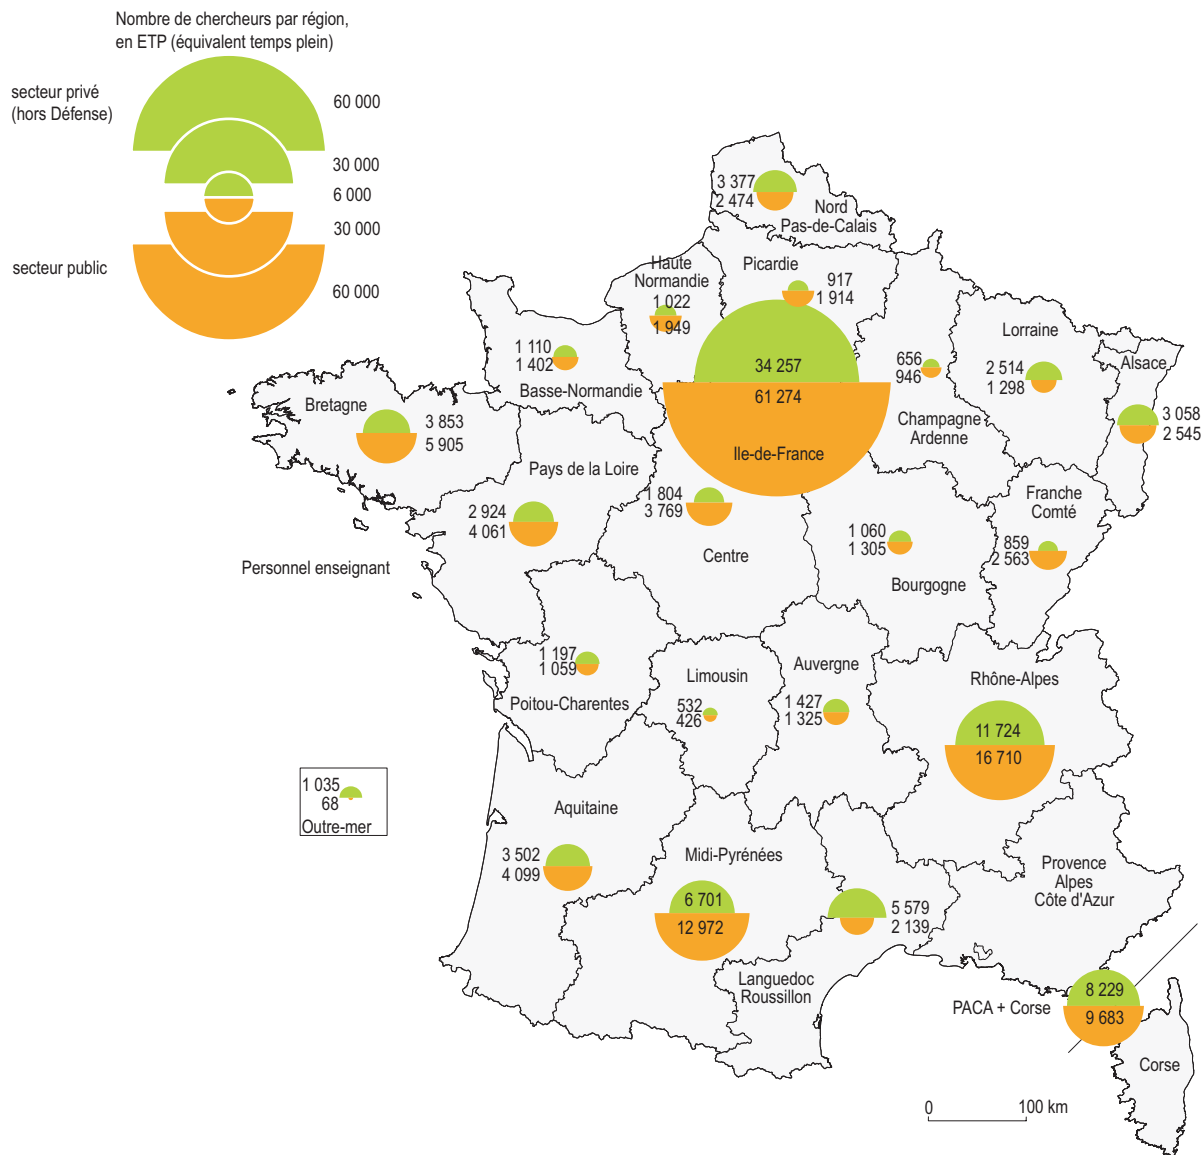 Nombre de chercheurs par région,
en ETP (équivalent temps plein)
secteur privé
(hors Défense)
60 000
30 000
6 000
30 000
secteur public
60 000
3 377
2 474
Nord
Pas-de-Calais
Haute
Normandie
1 022
1 949
Picardie
917
1 914
Lorraine
2 514
1 298
Alsace
3 058
2 545
1 110
1 402
Basse-Normandie
34 257
61 274
Ile-de-France
656
946
Champagne
Ardenne
Bretagne
3 853
5 905
Pays de la Loire
2 924
4 061
1 804
3 769
Centre
1 060
1 305
Bourgogne
Franche
Comté
859
2 563
Personnel enseignant
1 197
1 059
Poitou-Charentes
Limousin
532
426
Auvergne
1 427
1 325
Rhône-Alpes
11 724
16 710
1 035
68
Outre-mer
Aquitaine
3 502
4 099
Midi-Pyrénées
6 701
12 972
5 579
2 139
Languedoc
Roussillon
Provence
Alpes
Côte d'Azur
PACA + Corse
8 229
9 683
Corse
0
100 km